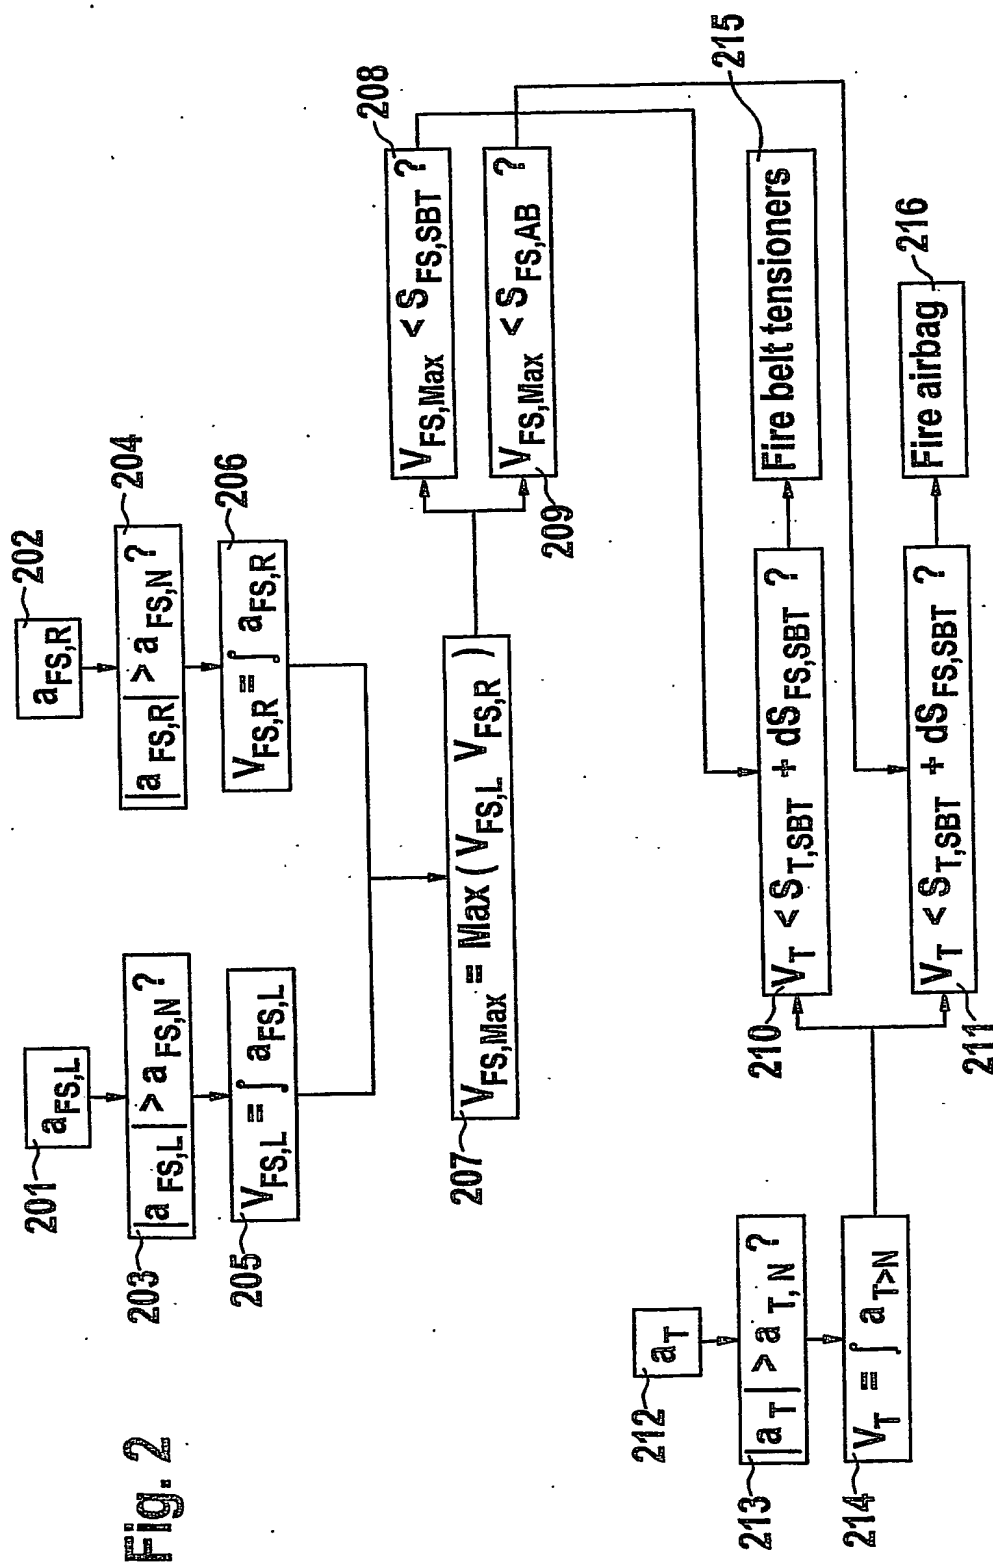 Fig. 2
201
a_FS,L
202
a_FS,R
203
|a_FS,L| > a_FS,N ?
204
|a_FS,R| > a_FS,N ?
205
V_FS,L = ∫ a_FS,L
206
V_FS,R = ∫ a_FS,R
207
V_FS,Max = Max ( V_FS,L V_FS,R )
208
V_FS,Max < S_FS,SBT ?
209
V_FS,Max < S_FS,AB ?
212
a_T
213
|a_T| > a_T,N ?
214
V_T = ∫ a_T>N
210
V_T < S_T,SBT + dS_FS,SBT ?
215
Fire belt tensioners
211
V_T < S_T,SBT + dS_FS,SBT ?
216
Fire airbag